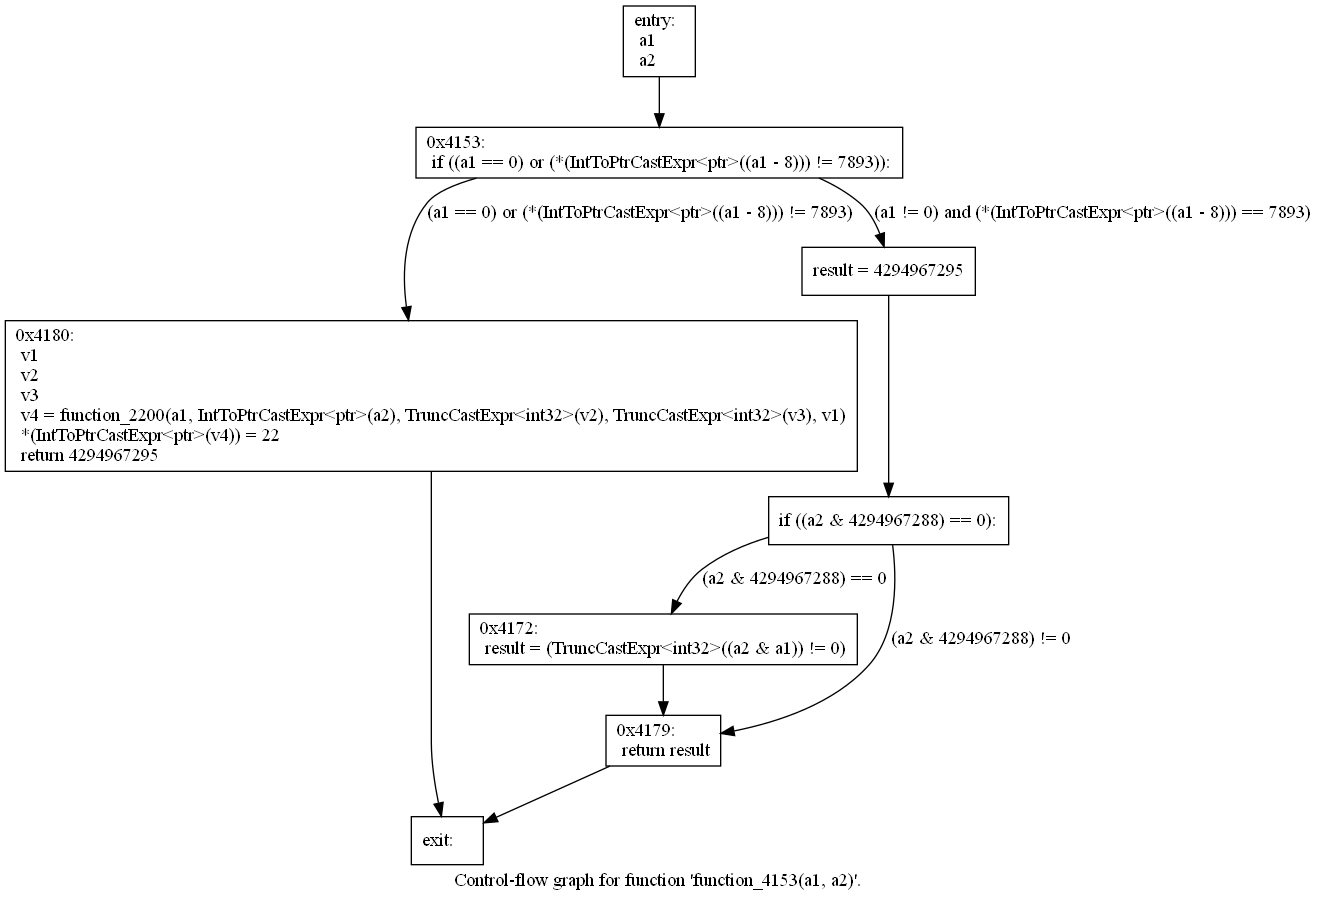 entry:
a1
a2
0x4153:
if ((a1 == 0) or (*(IntToPtrCastExpr<ptr>((a1 - 8))) != 7893)):
(a1 == 0) or (*(IntToPtrCastExpr<ptr>((a1 - 8))) != 7893)
(a1 != 0) and (*(IntToPtrCastExpr<ptr>((a1 - 8))) == 7893)
result = 4294967295
0x4180:
v1
v2
v3
v4 = function_2200(a1, IntToPtrCastExpr<ptr>(a2), TruncCastExpr<int32>(v2), TruncCastExpr<int32>(v3), v1)
*(IntToPtrCastExpr<ptr>(v4)) = 22
return 4294967295
if ((a2 & 4294967288) == 0):
(a2 & 4294967288) == 0
(a2 & 4294967288) != 0
0x4172:
result = (TruncCastExpr<int32>((a2 & a1)) != 0)
0x4179:
return result
exit:
Control-flow graph for function 'function_4153(a1, a2)'.